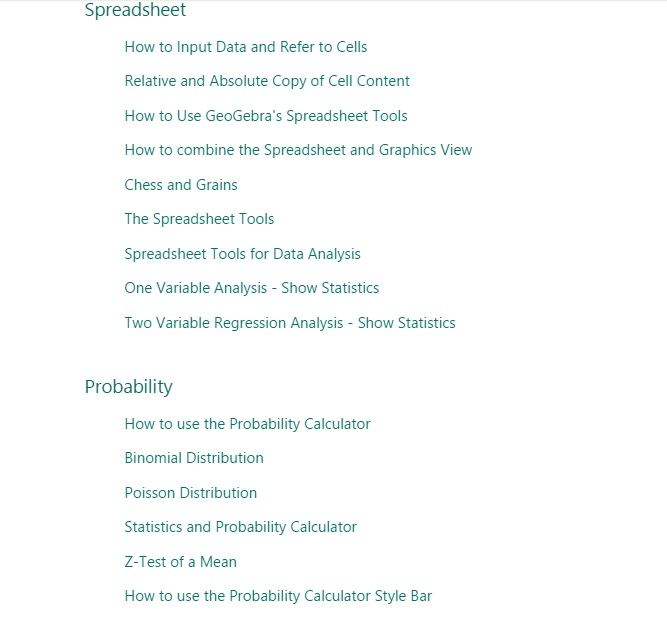 Spreadsheet
How to Input Data and Refer to Cells
Relative and Absolute Copy of Cell Content
How to Use GeoGebra's Spreadsheet Tools
How to combine the Spreadsheet and Graphics View
Chess and Grains
The Spreadsheet Tools
Spreadsheet Tools for Data Analysis
One Variable Analysis - Show Statistics
Two Variable Regression Analysis - Show Statistics
Probability
How to use the Probability Calculator
Binomial Distribution
Poisson Distribution
Statistics and Probability Calculator
Z-Test of a Mean
How to use the Probability Calculator Style Bar